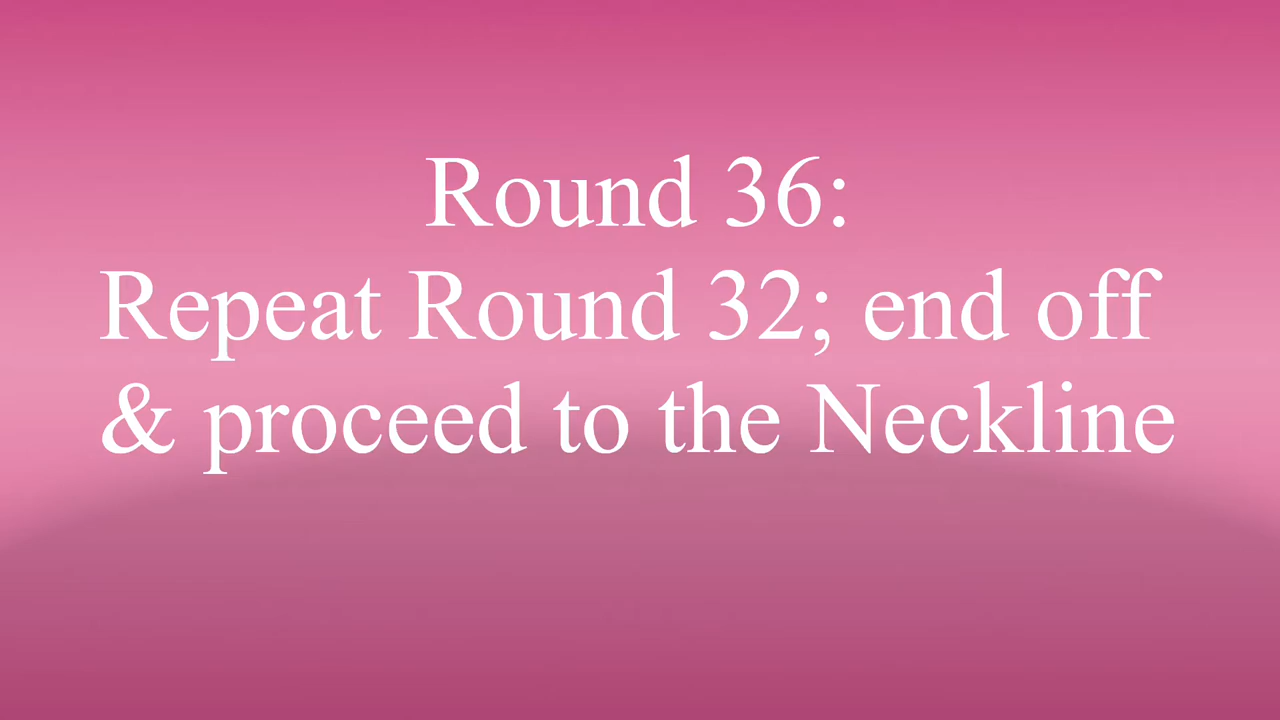 Round 36:
Repeat Round 32; end off
& proceed to the Neckline